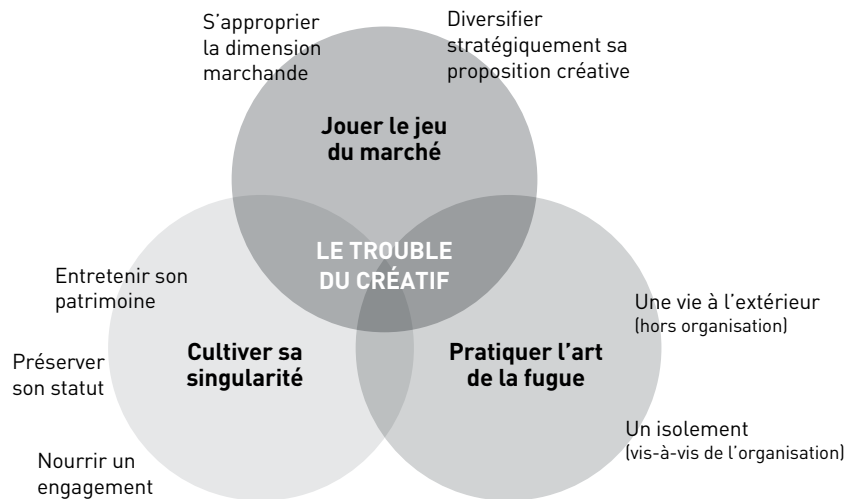 S’approprier
la dimension
marchande
Diversifier
stratégiquement sa
proposition créative
Jouer le jeu
du marché
LE TROUBLE
DU CRÉATIF
Entretenir son
patrimoine
Préserver
son statut
Nourrir un
engagement
Cultiver sa
singularité
Pratiquer l’art
de la fugue
Une vie à l’extérieur
(hors organisation)
Un isolement
(vis-à-vis de l’organisation)